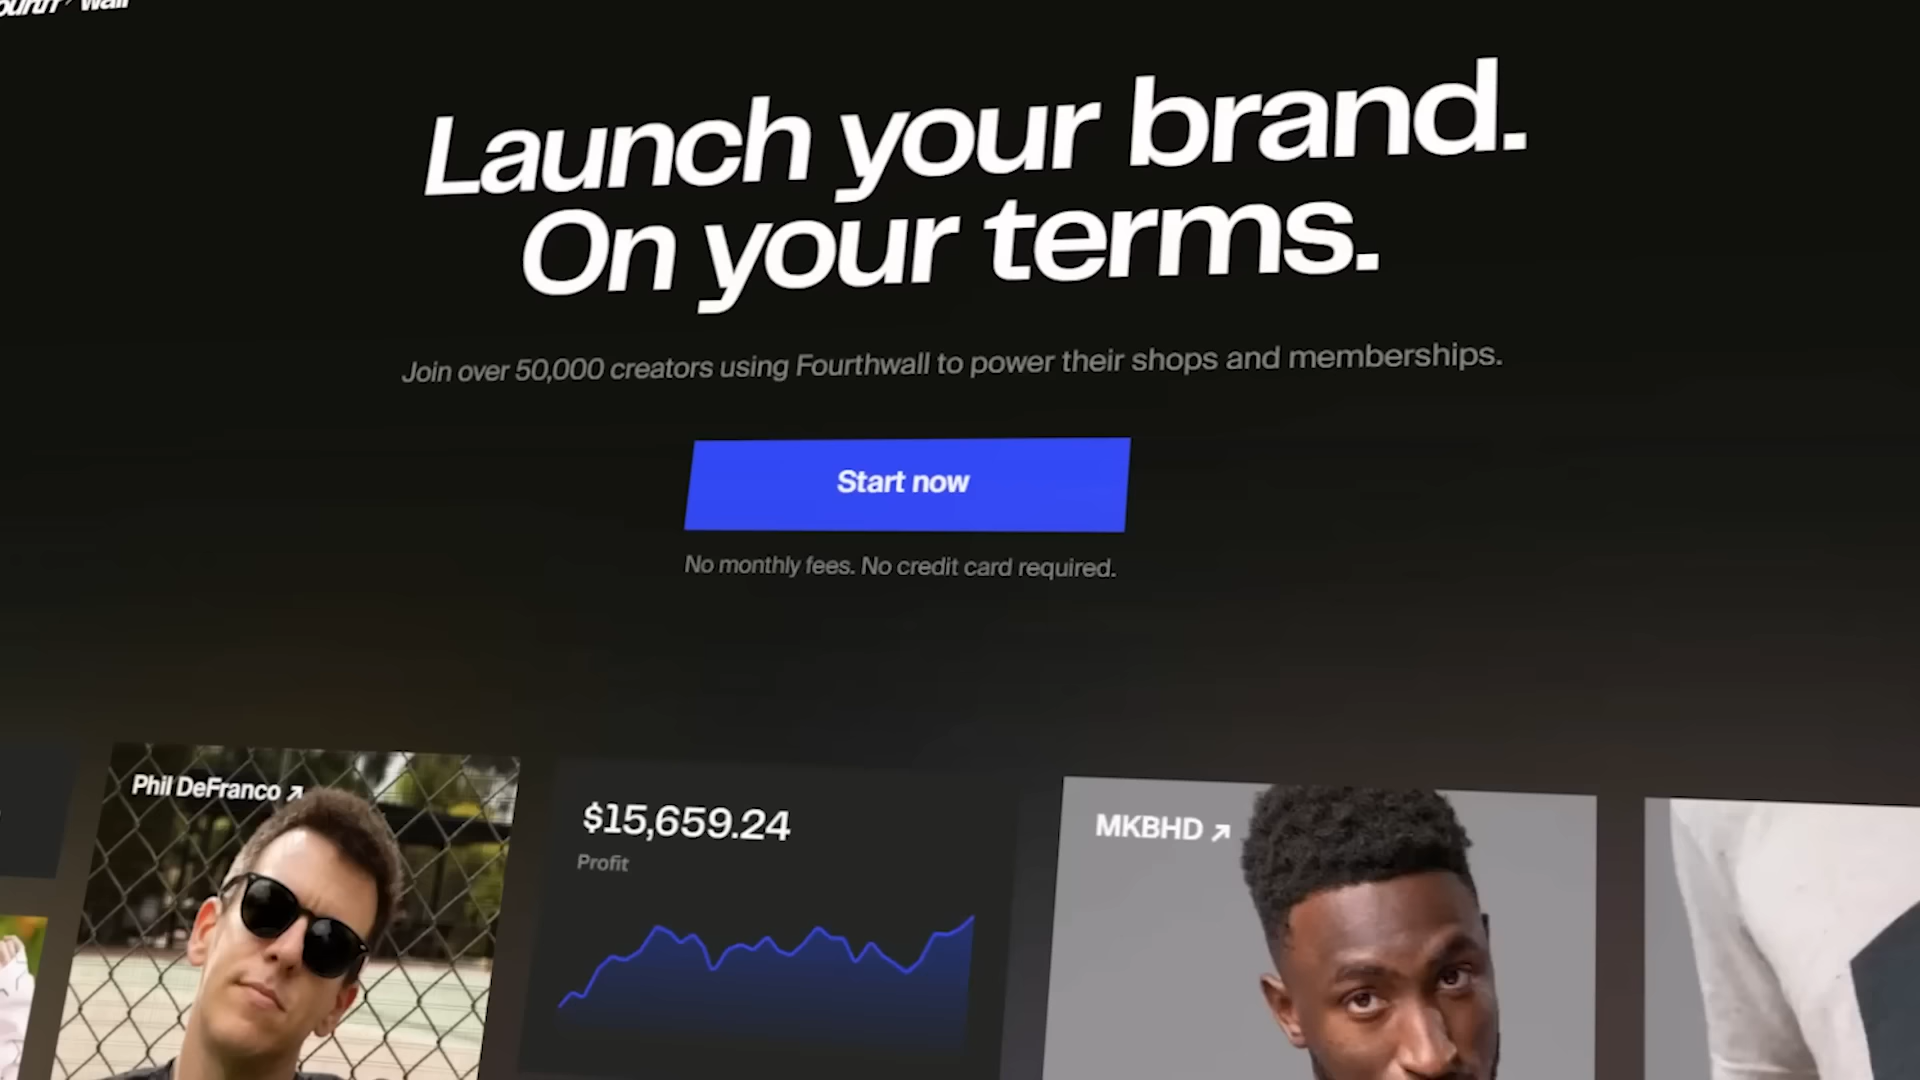 Launch your brand.
On your terms.
Join over 50,000 creators using Fourthwall to power their shops and memberships.
Start now
No monthly fees. No credit card required.
Phil DeFranco ↗
$15,659.24
Profit
MKBHD ↗